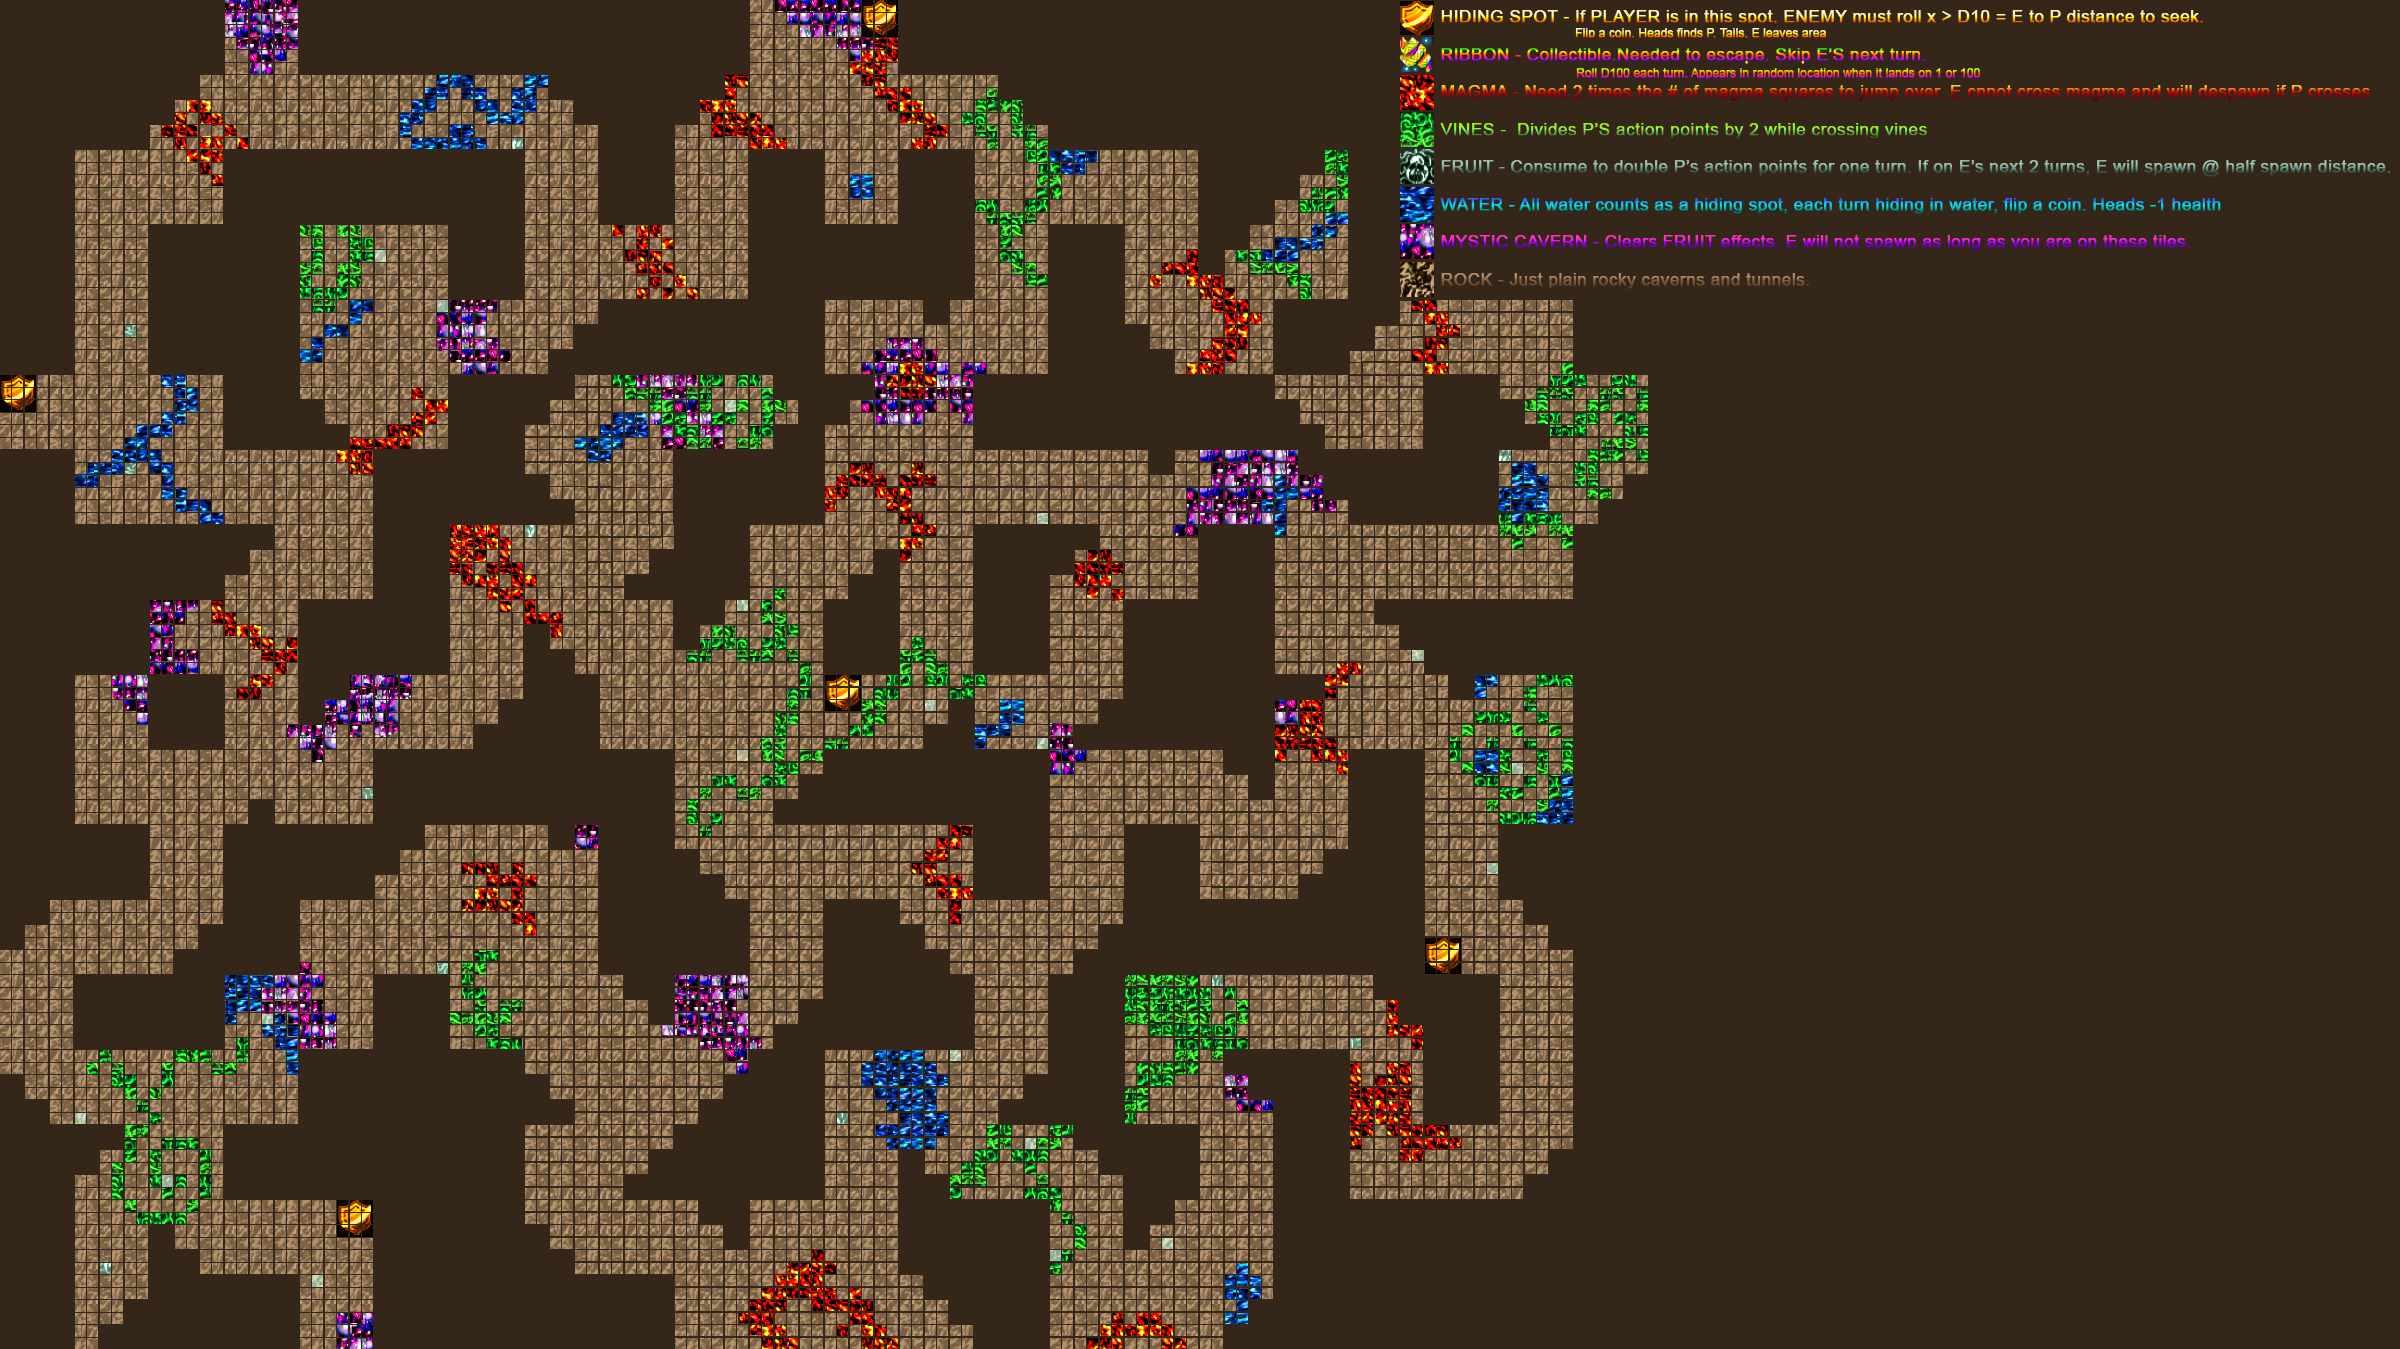 HIDING SPOT - If PLAYER is in this spot. ENEMY must roll x > D10 = E to P distance to seek.
Flip a coin. Heads finds P. Tails. E leaves area
RIBBON - Collectible.Needed to escape. Skip E'S next turn.
Roll D100 each turn. Appears in random location when it lands on 1 or 100
MAGMA - Need 2 times the # of magma squares to jump over. E cnnot cross magma and will despawn if P crosses
VINES -  Divides P'S action points by 2 while crossing vines
FRUIT - Consume to double P's action points for one turn. If on E's next 2 turns, E will spawn @ half spawn distance.
WATER - All water counts as a hiding spot, each turn hiding in water, flip a coin. Heads -1 health
MYSTIC CAVERN - Clears FRUIT effects. E will not spawn as long as you are on these tiles.
ROCK - Just plain rocky caverns and tunnels.